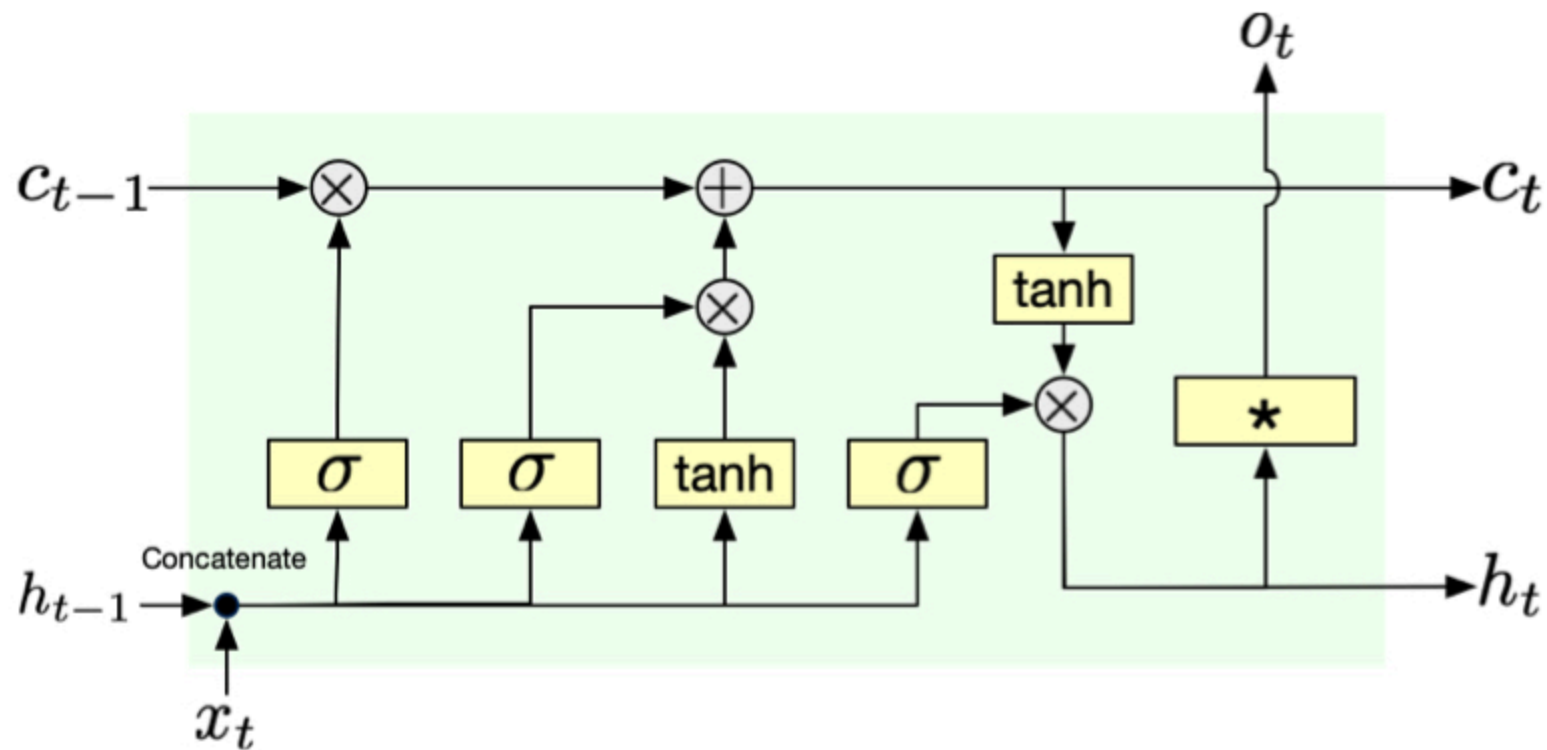 o_t
c_{t-1}
⊗
⊕
c_t
tanh
⊗
⊗
*
σ
σ
tanh
σ
Concatenate
h_{t-1}
h_t
x_t